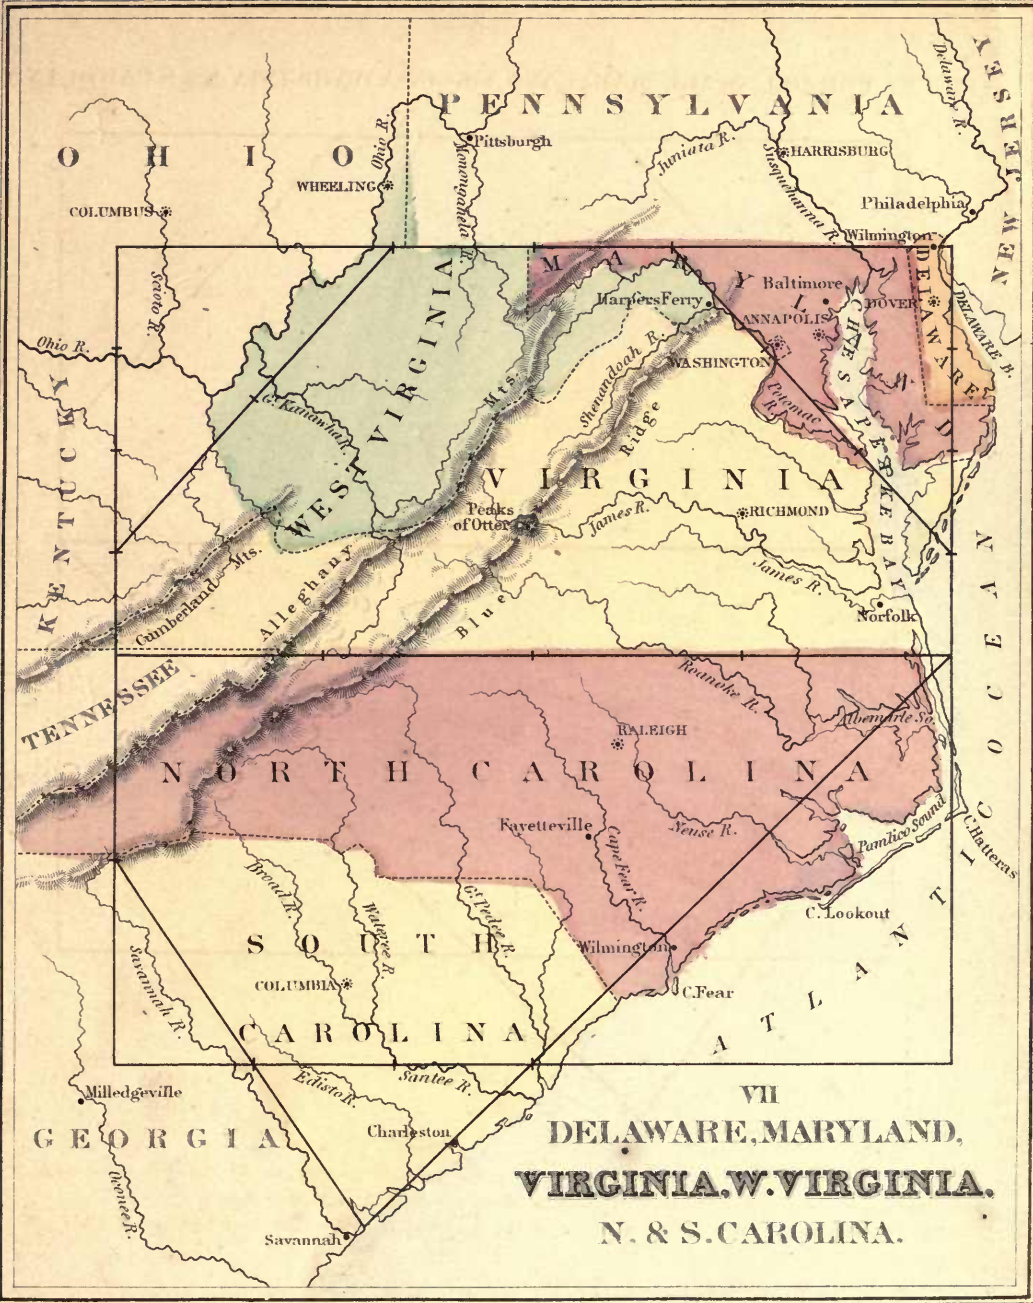 PENNSYLVANIA
NEW JERSEY
Delaware R.
OHIO
Ohio R.
Pittsburgh
Monongahela R.
Juniata R.
HARRISBURG
Susquehanna R.
WHEELING
COLUMBUS
Philadelphia
Wilmington
Scioto R.
MARYLAND
DELAWARE
DELAWARE B.
Baltimore
DOVER
Harpers Ferry
ANNAPOLIS
CHESAPEAKE BAY
WASHINGTON
Ohio R.
KENTUCKY
WEST VIRGINIA
Gt. Kanawha R.
Mts.
Shenandoah R.
Ridge
Potomac R.
VIRGINIA
Peaks
of Otter
James R.
RICHMOND
James R.
Norfolk
Cumberland Mts.
Alleghany
Blue
TENNESSEE
Roanoke R.
Albemarle So.
RALEIGH
NORTH CAROLINA
Fayetteville
Cape Fear R.
Neuse R.
Pamlico Sound
C. Hatteras
C. Lookout
ATLANTIC OCEAN
Broad R.
Wateree R.
Gt. Pedee R.
Wilmington
C. Fear
SOUTH
CAROLINA
COLUMBIA
Savannah R.
Edisto R.
Santee R.
Milledgeville
GEORGIA
Charleston
Oconee R.
Savannah
VII
DELAWARE, MARYLAND,
VIRGINIA, W. VIRGINIA,
N. & S. CAROLINA.